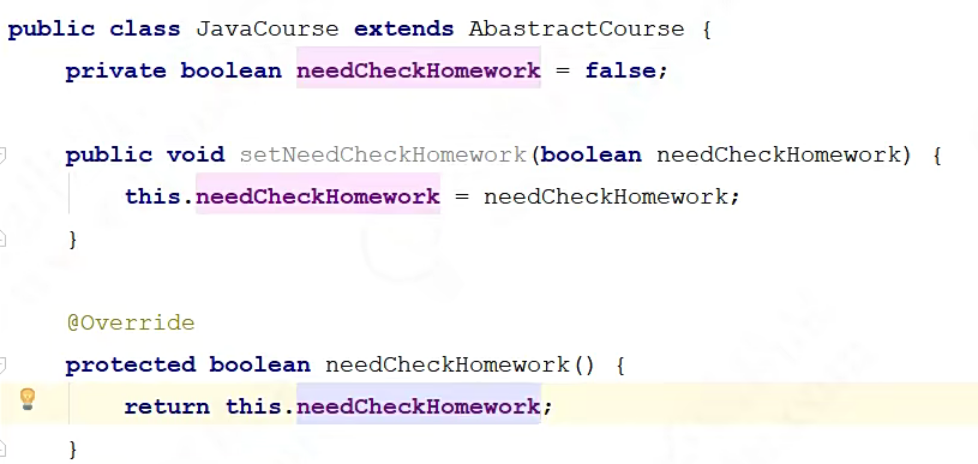 public class JavaCourse extends AbastractCourse {
private boolean needCheckHomework = false;
public void setNeedCheckHomework(boolean needCheckHomework) {
this.needCheckHomework = needCheckHomework;
}
@Override
protected boolean needCheckHomework() {
return this.needCheckHomework;
}